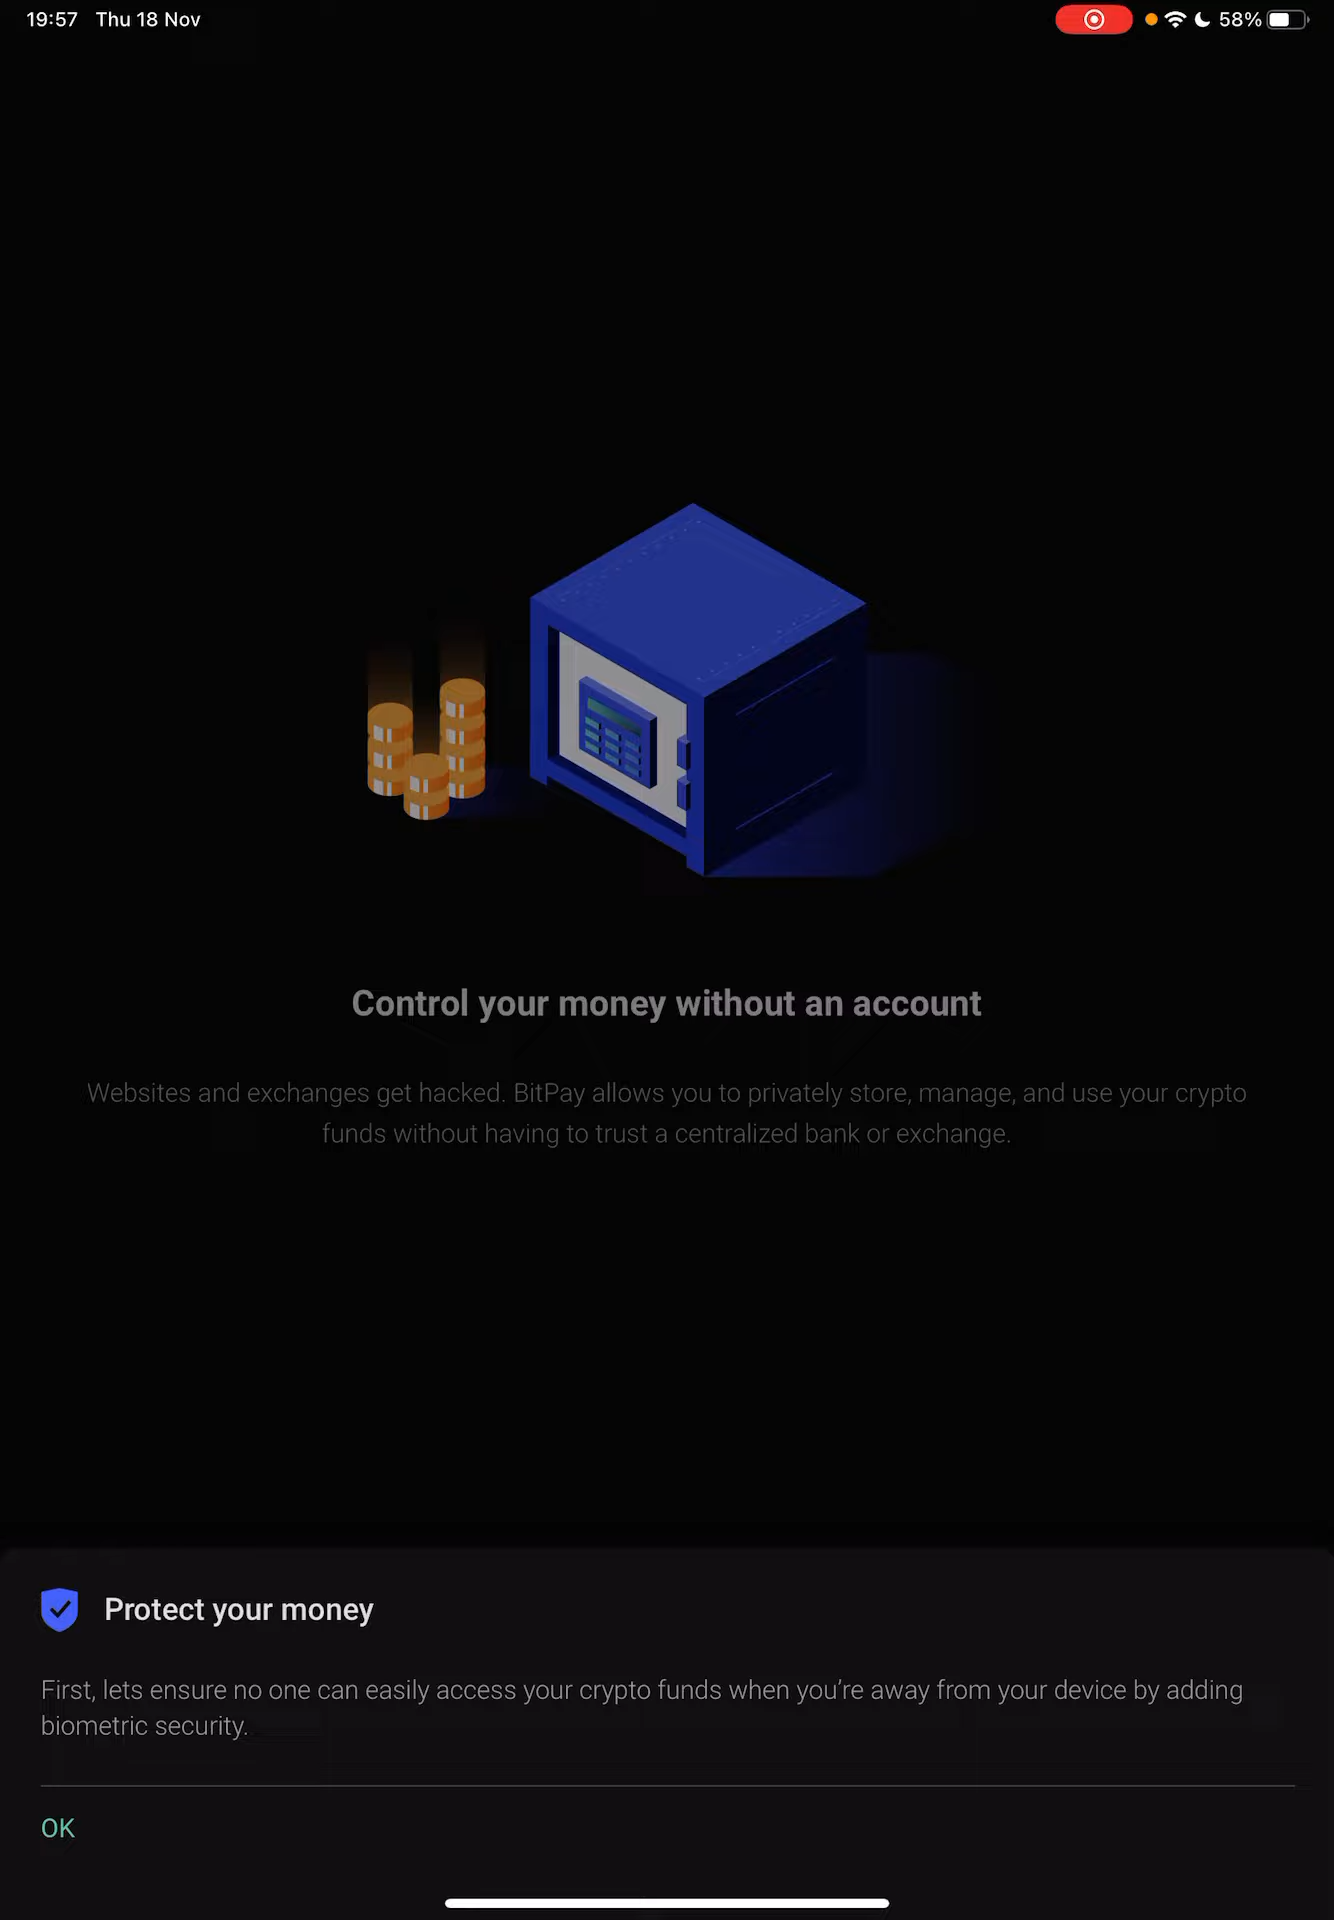 19:57 Thu 18 Nov 58%
Control your money without an account
Websites and exchanges get hacked. BitPay allows you to privately store, manage, and use your crypto
funds without having to trust a centralized bank or exchange.
Protect your money
First, lets ensure no one can easily access your crypto funds when you’re away from your device by adding
biometric security.
OK